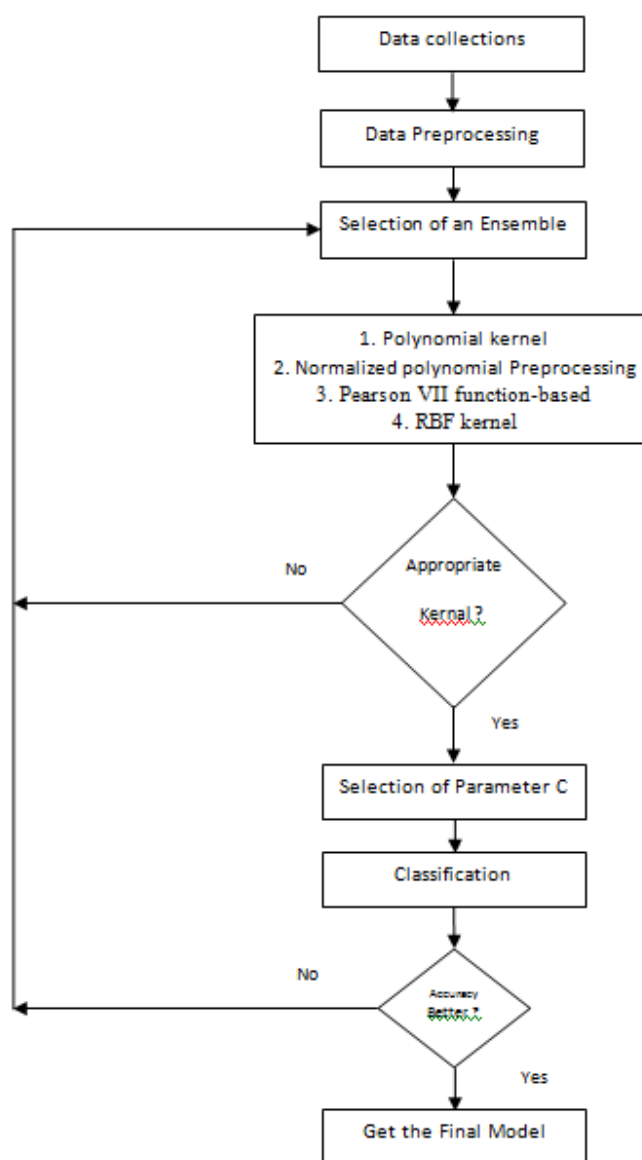 Data collections
Data Preprocessing
Selection of an Ensemble
1. Polynomial kernel
2. Normalized polynomial Preprocessing
3. Pearson VII function-based
4. RBF kernel
Appropriate
No
Kernal ?
Yes
Selection of Parameter C
Classification
No
Accuracy
Better ?
Yes
Get the Final Model